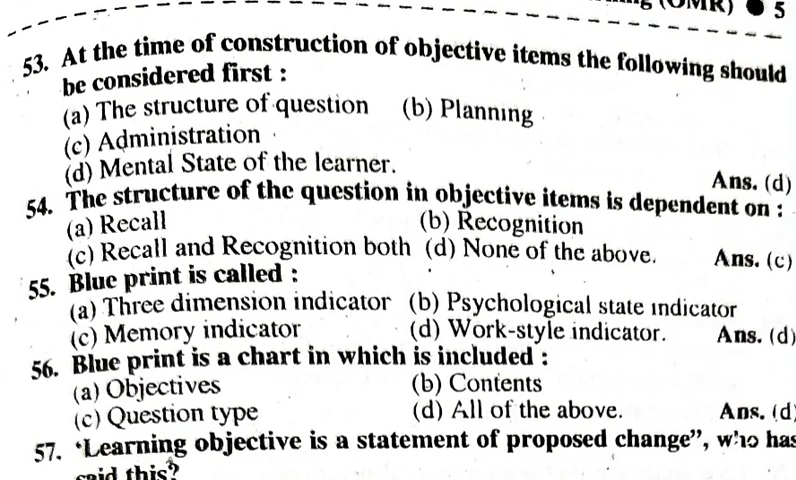 (OMR) ● 5
53. At the time of construction of objective items the following should
be considered first :
(a) The structure of question (b) Planning
(c) Administration
(d) Mental State of the learner. Ans. (d)
54. The structure of the question in objective items is dependent on :
(a) Recall (b) Recognition
(c) Recall and Recognition both (d) None of the above. Ans. (c)
55. Blue print is called :
(a) Three dimension indicator (b) Psychological state indicator
(c) Memory indicator (d) Work-style indicator. Ans. (d)
56. Blue print is a chart in which is included :
(a) Objectives (b) Contents
(c) Question type (d) All of the above. Ans. (d)
57. ‘Learning objective is a statement of proposed change”, who has
said this?